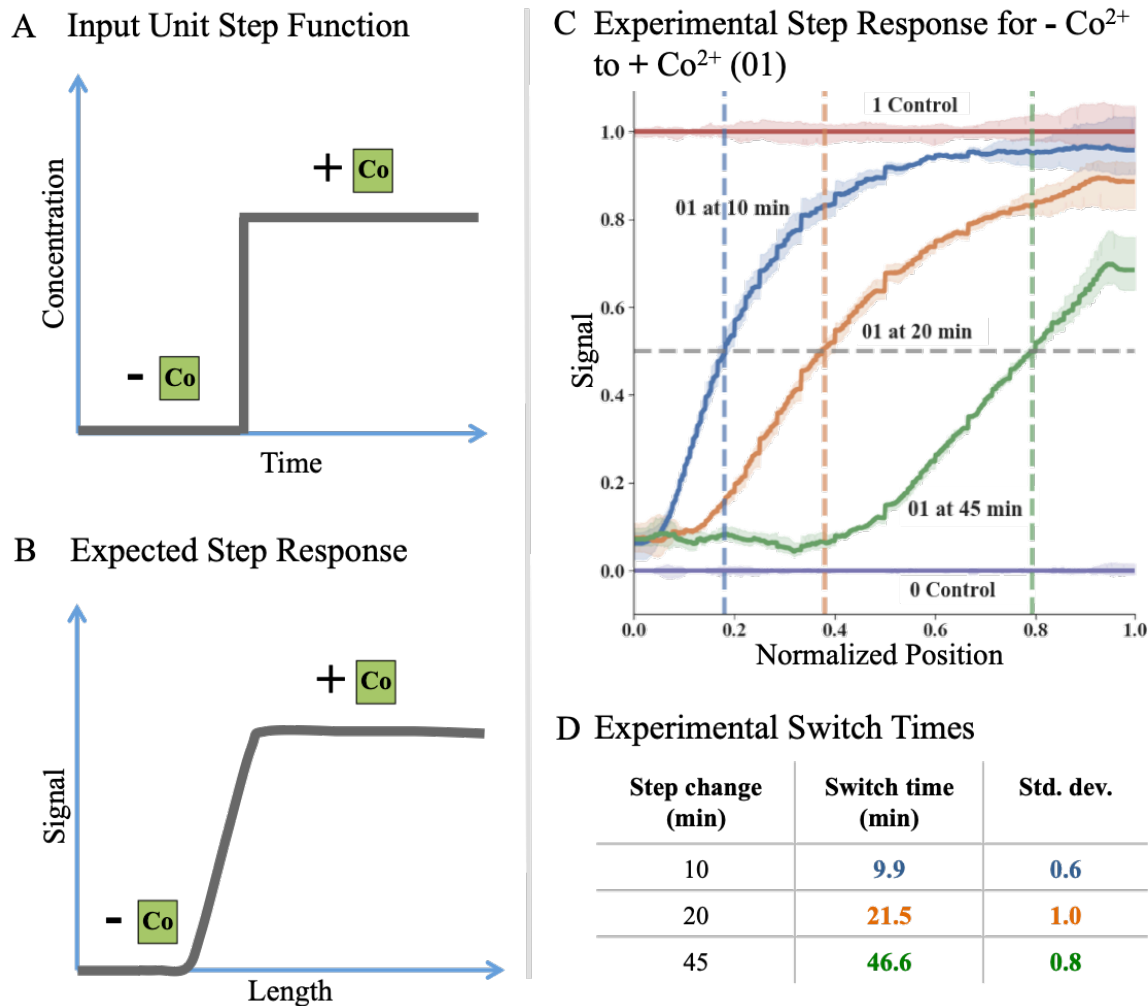 A Input Unit Step Function
Concentration
+ Co
- Co
Time
B Expected Step Response
Signal
+ Co
- Co
Length
C Experimental Step Response for - Co²⁺
to + Co²⁺ (01)
Signal
1 Control
01 at 10 min
01 at 20 min
01 at 45 min
0 Control
1.0
0.8
0.6
0.4
0.2
0.0
0.0 0.2 0.4 0.6 0.8 1.0
Normalized Position
D Experimental Switch Times
Step change Switch time Std. dev.
(min) (min)
10 9.9 0.6
20 21.5 1.0
45 46.6 0.8